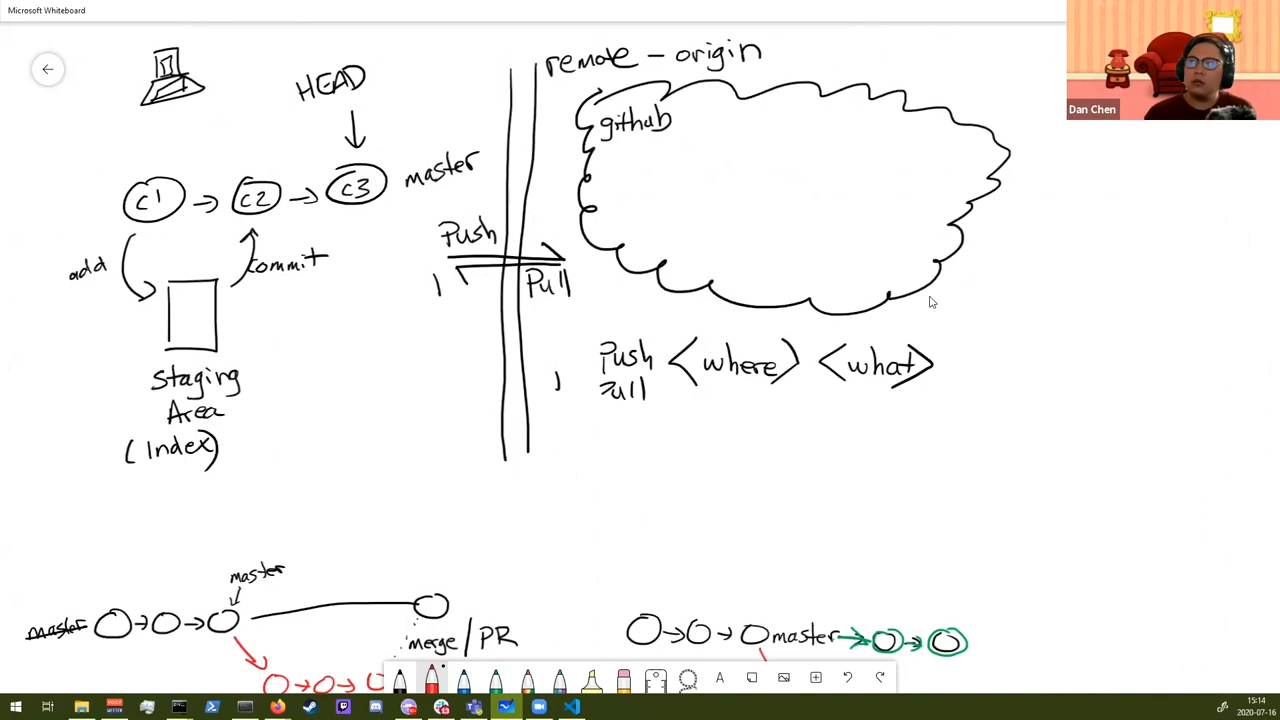 Microsoft Whiteboard
Dan Chen
HEAD
remote - origin
github
c1 → c2 → c3 master
add
commit
Push
Pull
Staging
Area
(Index)
Push <where> <what>
Pull
master
master
merge/PR
master
15:14
2020-07-16